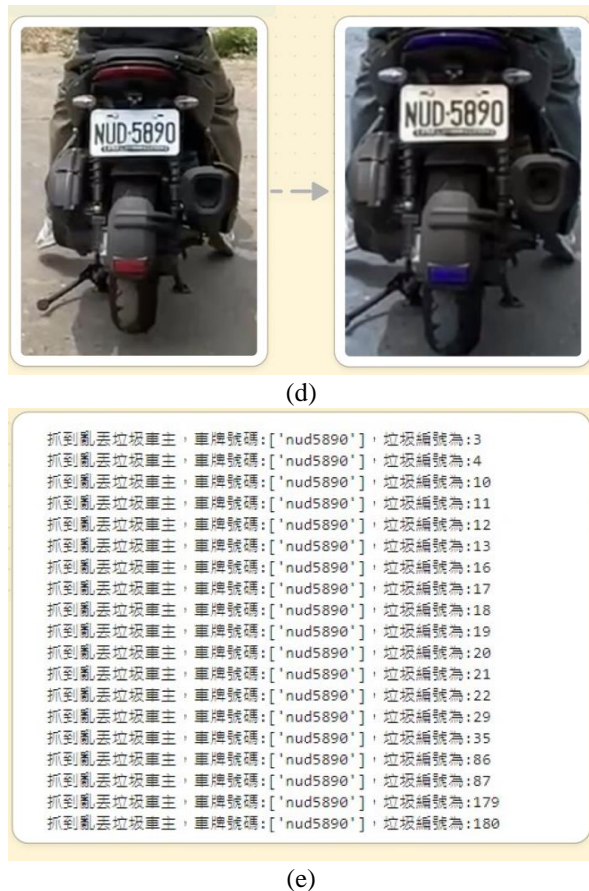 NUD-5890
NUD-5890
(d)
抓到亂丟垃圾車主，車牌號碼:['nud5890']，垃圾編號為:3
抓到亂丟垃圾車主，車牌號碼:['nud5890']，垃圾編號為:4
抓到亂丟垃圾車主，車牌號碼:['nud5890']，垃圾編號為:10
抓到亂丟垃圾車主，車牌號碼:['nud5890']，垃圾編號為:11
抓到亂丟垃圾車主，車牌號碼:['nud5890']，垃圾編號為:12
抓到亂丟垃圾車主，車牌號碼:['nud5890']，垃圾編號為:13
抓到亂丟垃圾車主，車牌號碼:['nud5890']，垃圾編號為:16
抓到亂丟垃圾車主，車牌號碼:['nud5890']，垃圾編號為:17
抓到亂丟垃圾車主，車牌號碼:['nud5890']，垃圾編號為:18
抓到亂丟垃圾車主，車牌號碼:['nud5890']，垃圾編號為:19
抓到亂丟垃圾車主，車牌號碼:['nud5890']，垃圾編號為:20
抓到亂丟垃圾車主，車牌號碼:['nud5890']，垃圾編號為:21
抓到亂丟垃圾車主，車牌號碼:['nud5890']，垃圾編號為:22
抓到亂丟垃圾車主，車牌號碼:['nud5890']，垃圾編號為:29
抓到亂丟垃圾車主，車牌號碼:['nud5890']，垃圾編號為:35
抓到亂丟垃圾車主，車牌號碼:['nud5890']，垃圾編號為:86
抓到亂丟垃圾車主，車牌號碼:['nud5890']，垃圾編號為:87
抓到亂丟垃圾車主，車牌號碼:['nud5890']，垃圾編號為:179
抓到亂丟垃圾車主，車牌號碼:['nud5890']，垃圾編號為:180
(e)